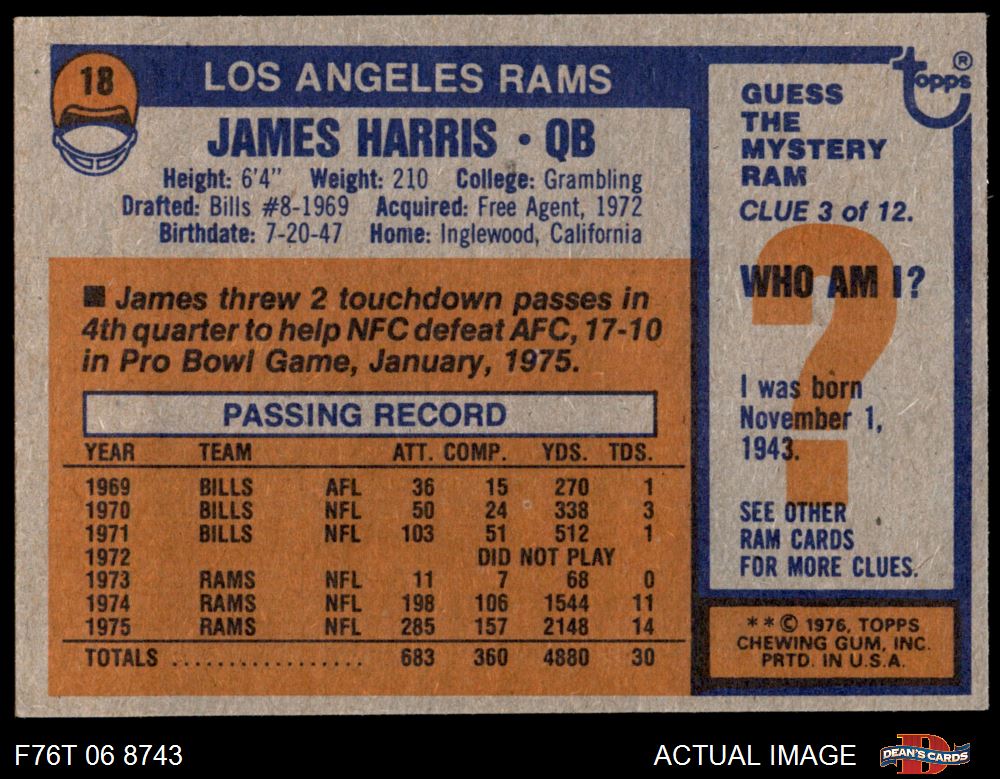 18
LOS ANGELES RAMS
JAMES HARRIS • QB
Height: 6'4" Weight: 210 College: Grambling
Drafted: Bills #8-1969 Acquired: Free Agent, 1972
Birthdate: 7-20-47 Home: Inglewood, California
■ James threw 2 touchdown passes in
4th quarter to help NFC defeat AFC, 17-10
in Pro Bowl Game, January, 1975.
PASSING RECORD
YEAR TEAM ATT. COMP. YDS. TDS.
1969 BILLS AFL 36 15 270 1
1970 BILLS NFL 50 24 338 3
1971 BILLS NFL 103 51 512 1
1972 DID NOT PLAY
1973 RAMS NFL 11 7 68 0
1974 RAMS NFL 198 106 1544 11
1975 RAMS NFL 285 157 2148 14
TOTALS .................. 683 360 4880 30
topps ®
GUESS
THE
MYSTERY
RAM
CLUE 3 of 12.
?
WHO AM I?
I was born
November 1,
1943.
SEE OTHER
RAM CARDS
FOR MORE CLUES.
* * © 1976, TOPPS
CHEWING GUM, INC.
PRTD. IN U.S.A.
F76T 06 8743
ACTUAL IMAGE
D
DEAN'S CARDS